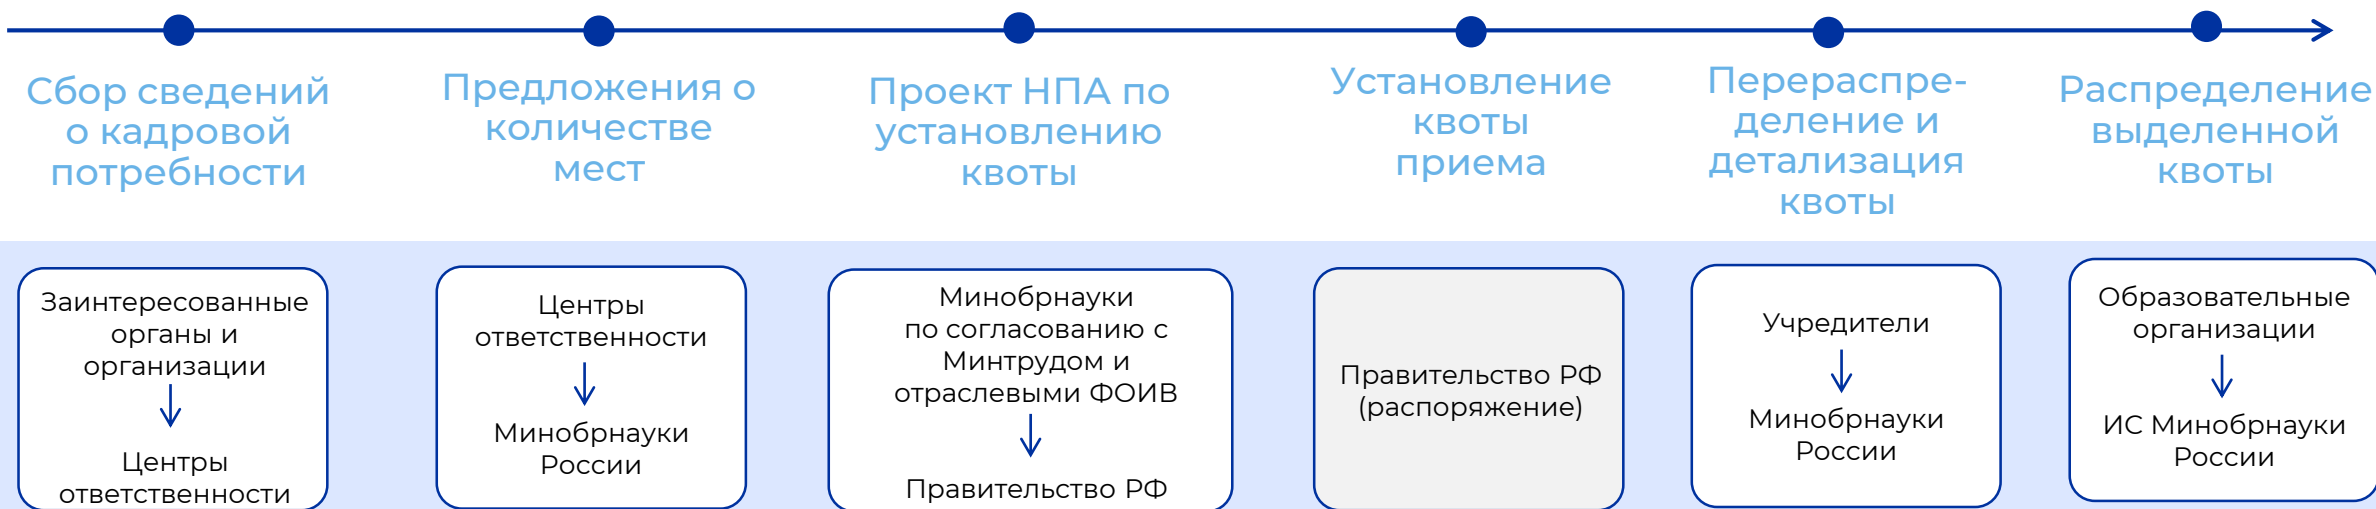 Сбор сведений
о кадровой
потребности
Предложения о
количестве
мест
Проект НПА по
установлению
квоты
Установление
квоты
приема
Перераспре-
деление и
детализация
квоты
Распределение
выделенной
квоты
Заинтересованные
органы и
организации
Центры
ответственности
Центры
ответственности
Минобрнауки
России
Минобрнауки
по согласованию с
Минтрудом и
отраслевыми ФОИВ
Правительство РФ
Правительство РФ
(распоряжение)
Учредители
Минобрнауки
России
Образовательные
организации
ИС Минобрнауки
России